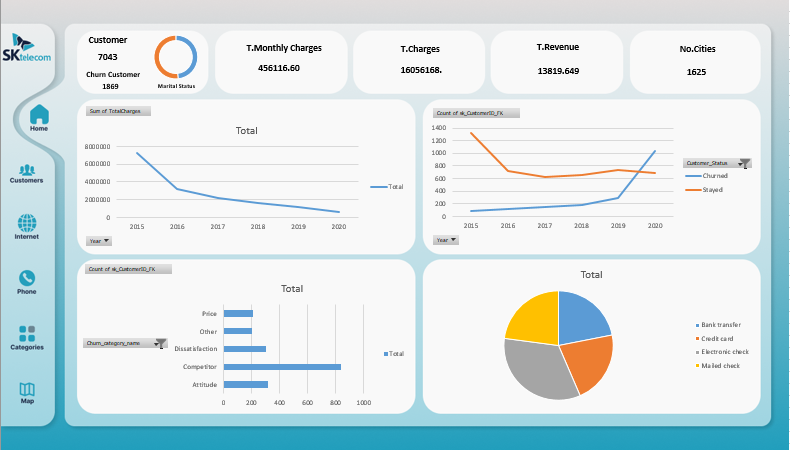 SK telecom
Home
Customers
Internet
Phone
Categories
Map
Customer
7043
Churn Customer
1869
Marital Status
T.Monthly Charges
456116.60
T.Charges
16056168.
T.Revenue
13819.649
No.Cities
1625
Sum of TotalCharges
Total
8000000
6000000
4000000
2000000
0
2015 2016 2017 2018 2019 2020
Total
Year
Count of sk_CustomerID_FK
1400
1200
1000
800
600
400
200
0
2015 2016 2017 2018 2019 2020
Customer_Status
Churned
Stayed
Year
Count of sk_CustomerID_FK
Total
Churn_category_name
Price
Other
Dissatisfaction
Competitor
Attitude
0 200 400 600 800 1000
Total
Total
Bank transfer
Credit card
Electronic check
Mailed check